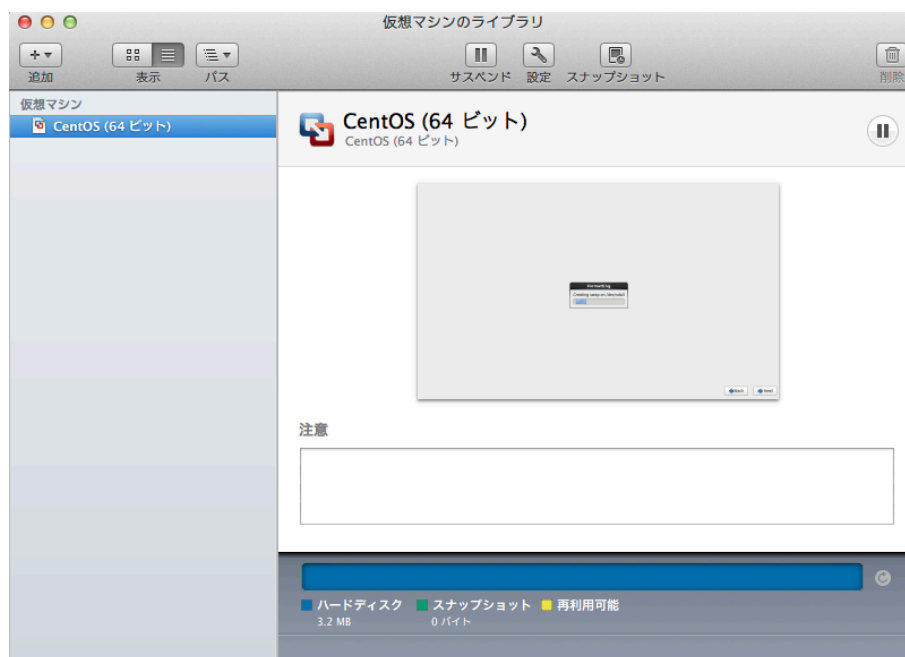 仮想マシンのライブラリ
追加
表示
パス
サスペンド
設定
スナップショット
削除
仮想マシン
CentOS (64 ビット)
CentOS (64 ビット)
CentOS (64 ビット)
Formatting
Back
Next
注意
ハードディスク
スナップショット
再利用可能
3.2 MB
0 バイト